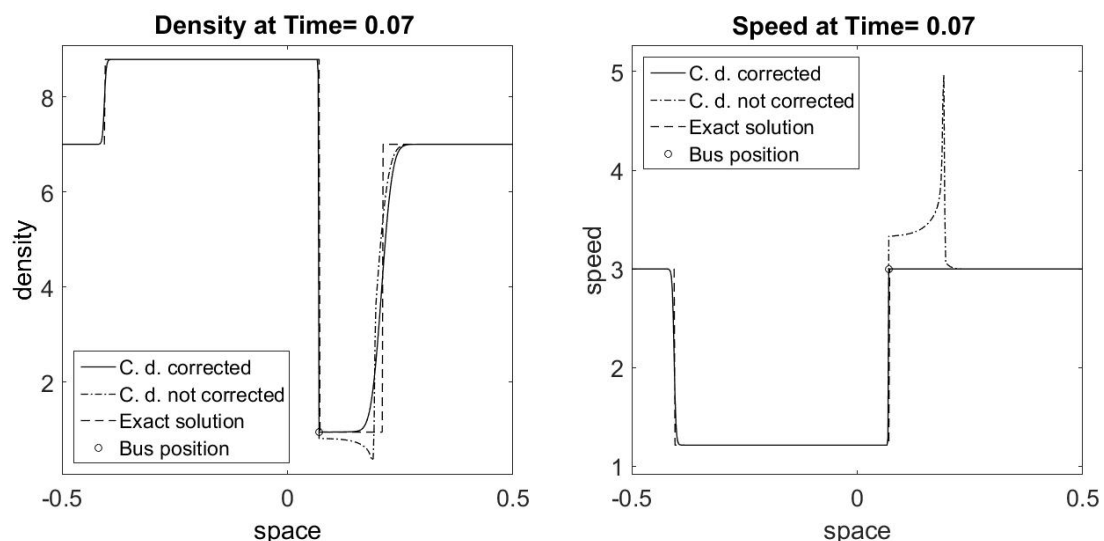 Density at Time= 0.07
density
8
6
4
2
C. d. corrected
C. d. not corrected
Exact solution
Bus position
-0.5
0
0.5
space
Speed at Time= 0.07
speed
5
4
3
2
1
C. d. corrected
C. d. not corrected
Exact solution
Bus position
-0.5
0
0.5
space